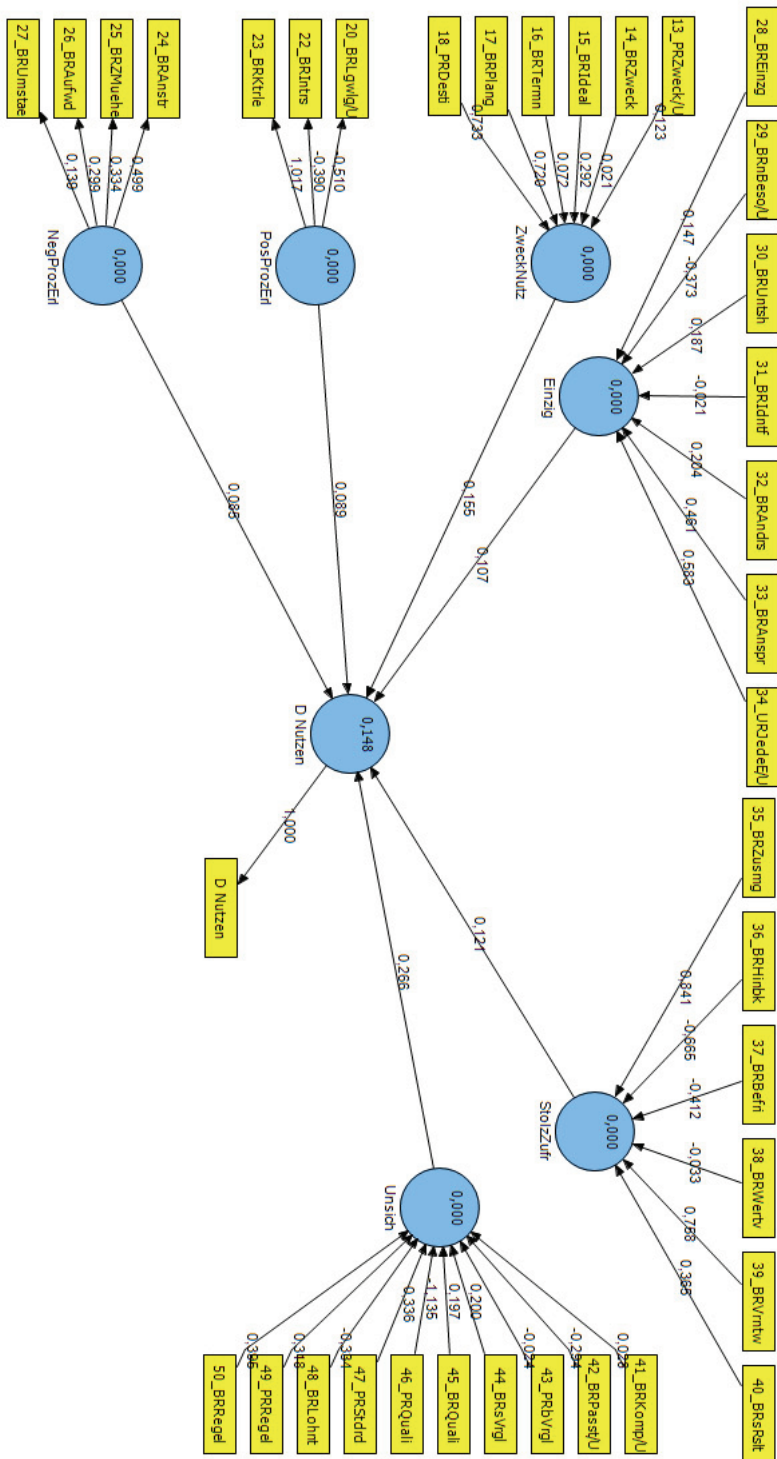 28_BREinzg
29_BRnBeso/U
30_BRUntsh
31_BRIdntf
32_BRAndrs
33_BRAnspr
34_URJedeE/U
35_BRZusmg
36_BRHinbk
37_BRBefri
38_BRWertv
39_BRVrntw
40_BRsRslt
0,147
-0,373
0,187
-0,021
0,204
0,461
0,583
0,841
-0,665
-0,412
-0,033
0,788
0,365
0,000
Einzig
0,000
StolzZufr
13_PRZweck/U
14_BRZweck
15_BRIdeal
16_BRTermn
17_BRPlang
18_PRDesti
0,123
0,021
0,292
0,072
0,720
0,733
0,000
ZweckNutz
20_BRLgwlg/U
22_BRIntrs
23_BRKtrle
-0,510
-0,390
1,017
0,000
PosProzErl
24_BRAnstr
25_BRZMuehe
26_BRAufwd
27_BRUmstae
0,334
0,299
0,139
0,000
NegProzErl
0,107
0,155
0,089
0,085
0,121
0,266
0,148
D Nutzen
1,000
D Nutzen
0,000
Unsich
0,028
-0,294
-0,024
0,200
0,197
-1,135
0,336
-0,334
0,318
0,395
41_BRKomp/U
42_BRPasst/U
43_PRbVrgl
44_BRsVrgl
45_BRQuali
46_PRQuali
47_PRStdrd
48_BRLohnt
49_PRRegel
50_BRRegel